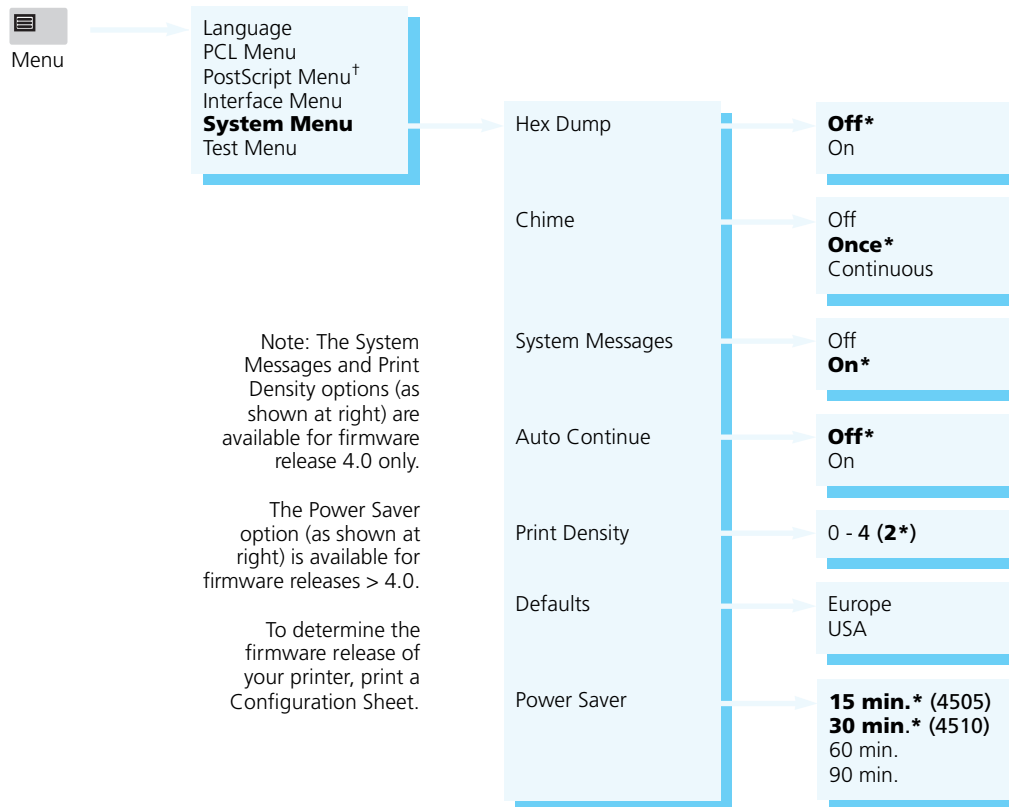 Menu
Language
PCL Menu
PostScript Menu†
Interface Menu
System Menu
Test Menu
Hex Dump
Off*
On
Chime
Off
Once*
Continuous
Note: The System
Messages and Print
Density options (as
shown at right) are
available for firmware
release 4.0 only.
System Messages
Off
On*
Auto Continue
Off*
On
The Power Saver
option (as shown at
right) is available for
firmware releases > 4.0.
Print Density
0 - 4 (2*)
Defaults
Europe
USA
To determine the
firmware release of
your printer, print a
Configuration Sheet.
Power Saver
15 min.* (4505)
30 min.* (4510)
60 min.
90 min.